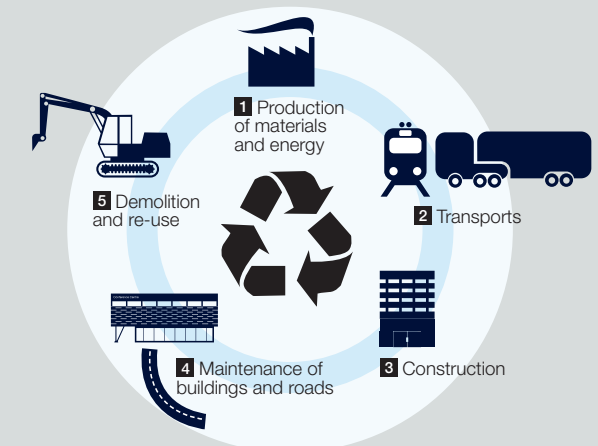 1 Production
of materials
and energy
2 Transports
3 Construction
4 Maintenance of
buildings and roads
5 Demolition
and re-use